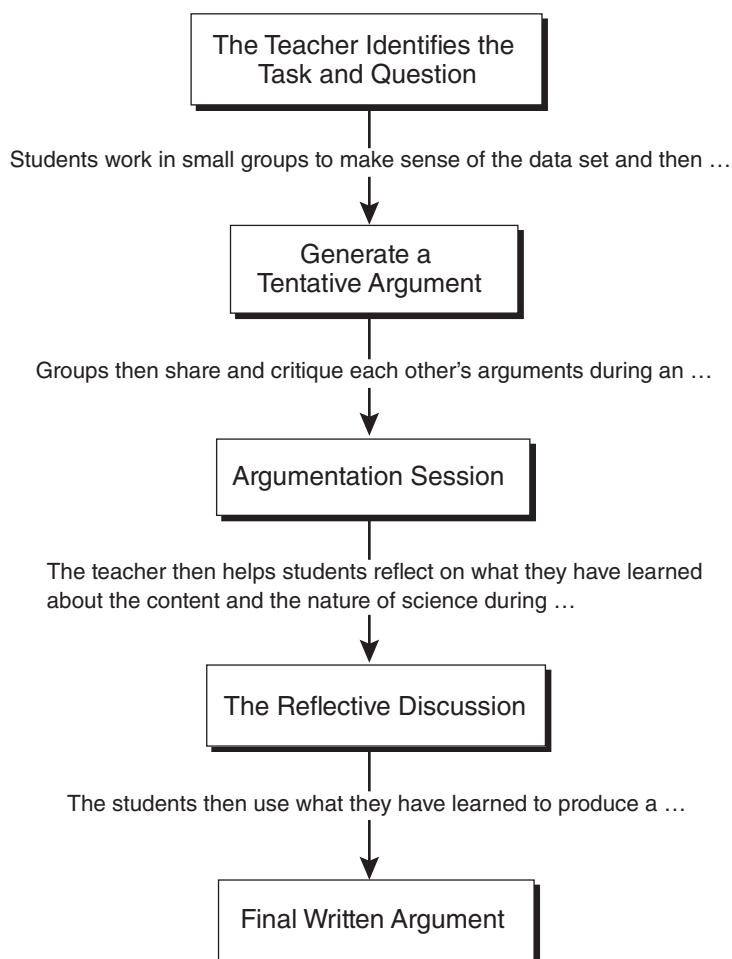 The Teacher Identifies the
Task and Question
Students work in small groups to make sense of the data set and then …
Generate a
Tentative Argument
Groups then share and critique each other’s arguments during an …
Argumentation Session
The teacher then helps students reflect on what they have learned
about the content and the nature of science during …
The Reflective Discussion
The students then use what they have learned to produce a …
Final Written Argument